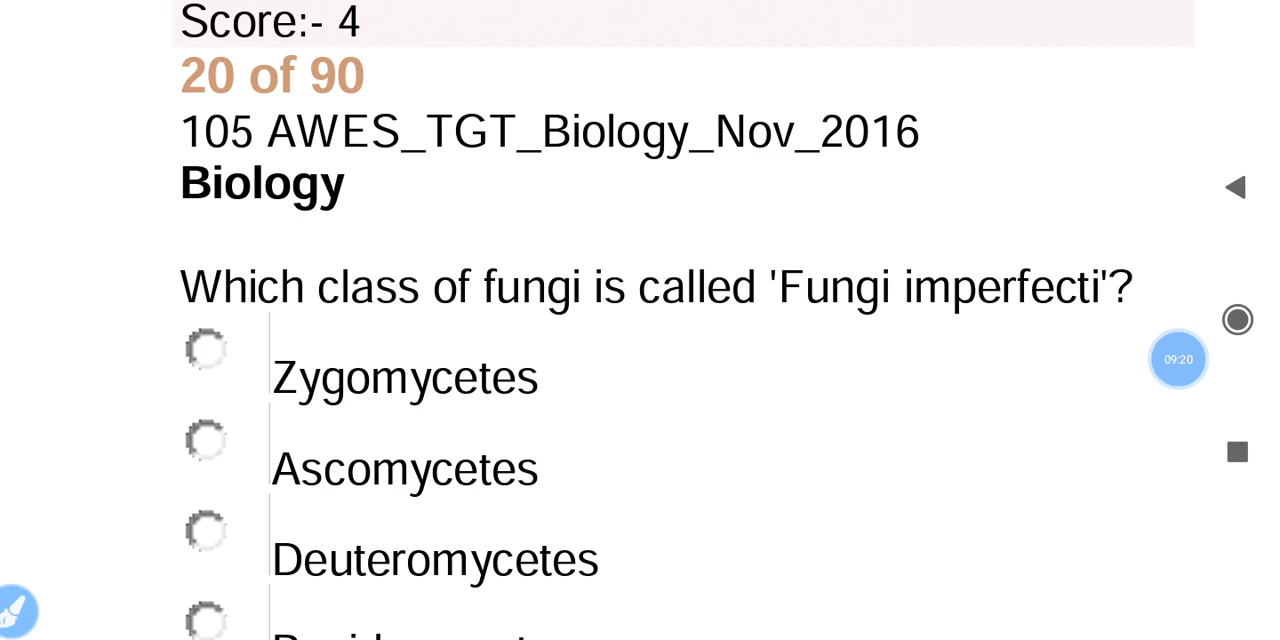 Score:- 4
20 of 90
105 AWES_TGT_Biology_Nov_2016
Biology
Which class of fungi is called 'Fungi imperfecti'?
Zygomycetes
09:20
Ascomycetes
Deuteromycetes